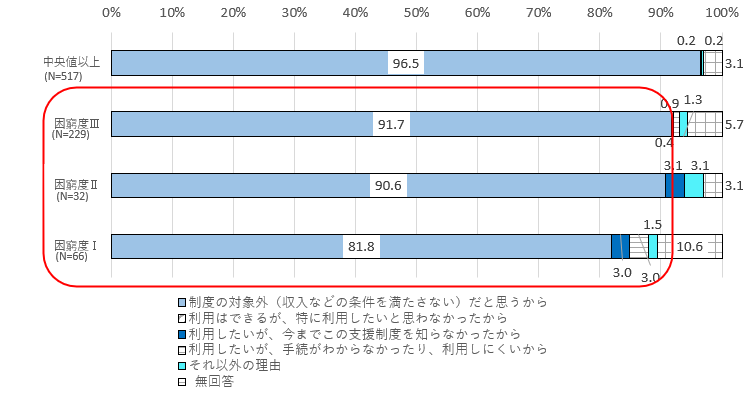 0% 10% 20% 30% 40% 50% 60% 70% 80% 90% 100%
0.2 0.2
中央値以上 96.5 3.1
(N=517)
0.9 1.3
困窮度Ⅲ 91.7 5.7
(N=229)
0.4
3.1 3.1
困窮度Ⅱ 90.6 3.1
(N=32)
1.5
困窮度Ⅰ 81.8 10.6
(N=66)
3.0 3.0
制度の対象外（収入などの条件を満たさない）だと思うから
利用はできるが、特に利用したいと思わなかったから
利用したいが、今までこの支援制度を知らなかったから
利用したいが、手続がわからなかったり、利用しにくいから
それ以外の理由
無回答